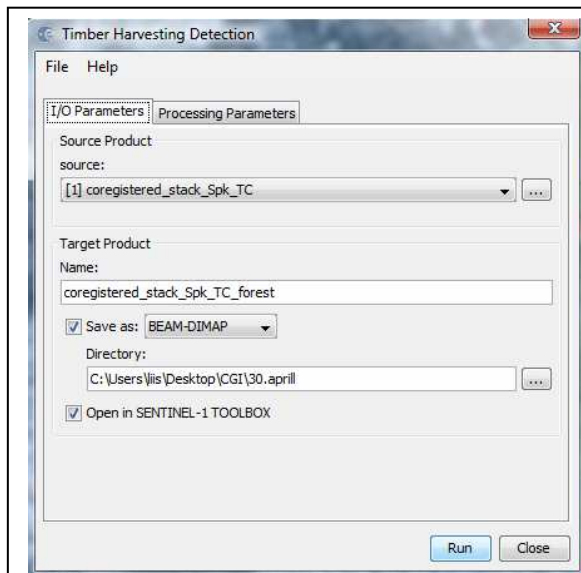 Timber Harvesting Detection
File Help
I/O Parameters Processing Parameters
Source Product
source:
[1] coregistered_stack_Spk_TC
...
Target Product
Name:
coregistered_stack_Spk_TC_forest
Save as: BEAM-DIMAP
Directory:
C:\Users\liis\Desktop\CGI\30.aprill
...
Open in SENTINEL-1 TOOLBOX
Run Close